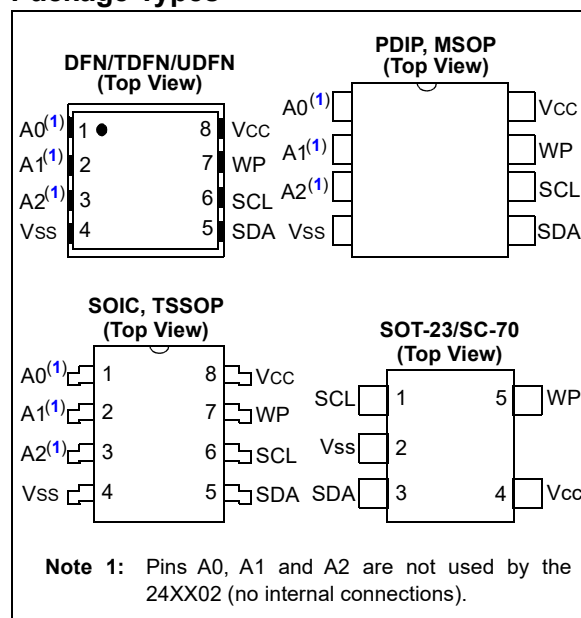 Package Types
DFN/TDFN/UDFN
(Top View)
A0(1) 1 8 VCC
A1(1) 2 7 WP
A2(1) 3 6 SCL
VSS 4 5 SDA
PDIP, MSOP
(Top View)
A0(1) VCC
A1(1) WP
A2(1) SCL
VSS SDA
SOIC, TSSOP
(Top View)
A0(1) 1 8 VCC
A1(1) 2 7 WP
A2(1) 3 6 SCL
VSS 4 5 SDA
SOT-23/SC-70
(Top View)
SCL 1 5 WP
Vss 2
SDA 3 4 Vcc
Note 1: Pins A0, A1 and A2 are not used by the
24XX02 (no internal connections).